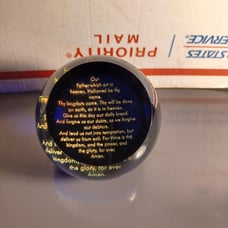 STATES
SERVICE®
PRIORITY®
MAIL
Our
Father which art in
heaven, Hallowed be thy
name.
Thy kingdom come. Thy will be done
on earth, as it is in heaven.
Give us this day our daily bread.
And forgive us our debts, as we forgive
our debtors.
And lead us not into temptation, but
deliver us from evil: For thine is the
kingdom, and the power, and
the glory, for ever.
Amen.